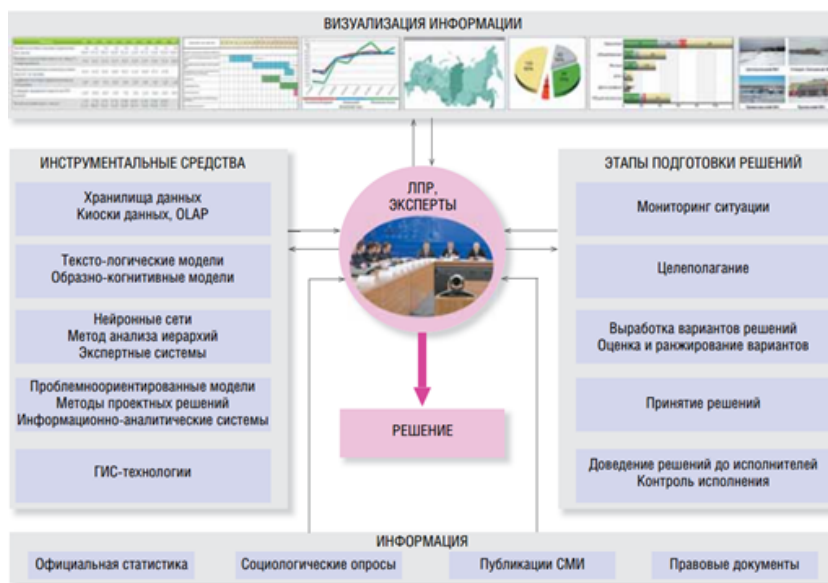 ВИЗУАЛИЗАЦИЯ ИНФОРМАЦИИ
ИНСТРУМЕНТАЛЬНЫЕ СРЕДСТВА
Хранилища данных
Киоски данных, OLAP
Тексто-логические модели
Образно-когнитивные модели
Нейронные сети
Метод анализа иерархий
Экспертные системы
Проблемноориентированные модели
Методы проектных решений
Информационно-аналитические системы
ГИС-технологии
ЛПР,
ЭКСПЕРТЫ
РЕШЕНИЕ
ЭТАПЫ ПОДГОТОВКИ РЕШЕНИЙ
Мониторинг ситуации
Целеполагание
Выработка вариантов решений
Оценка и ранжирование вариантов
Принятие решений
Доведение решений до исполнителей
Контроль исполнения
ИНФОРМАЦИЯ
Официальная статистика
Социологические опросы
Публикации СМИ
Правовые документы